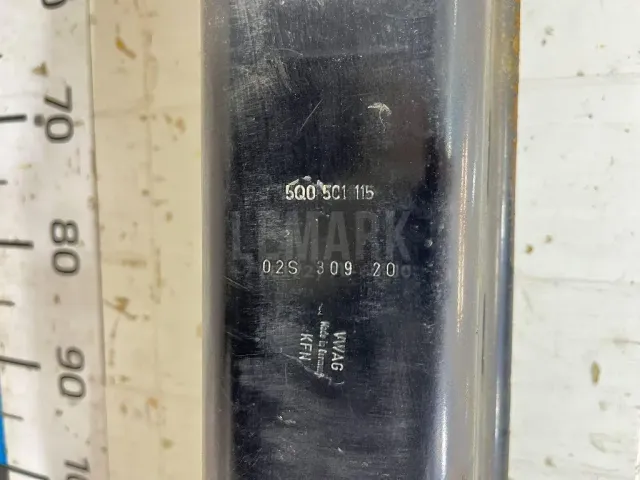 70
80
90
5Q0 501 115
LEMARK
02S 309 20
VWAG
Made in Germany
KFN